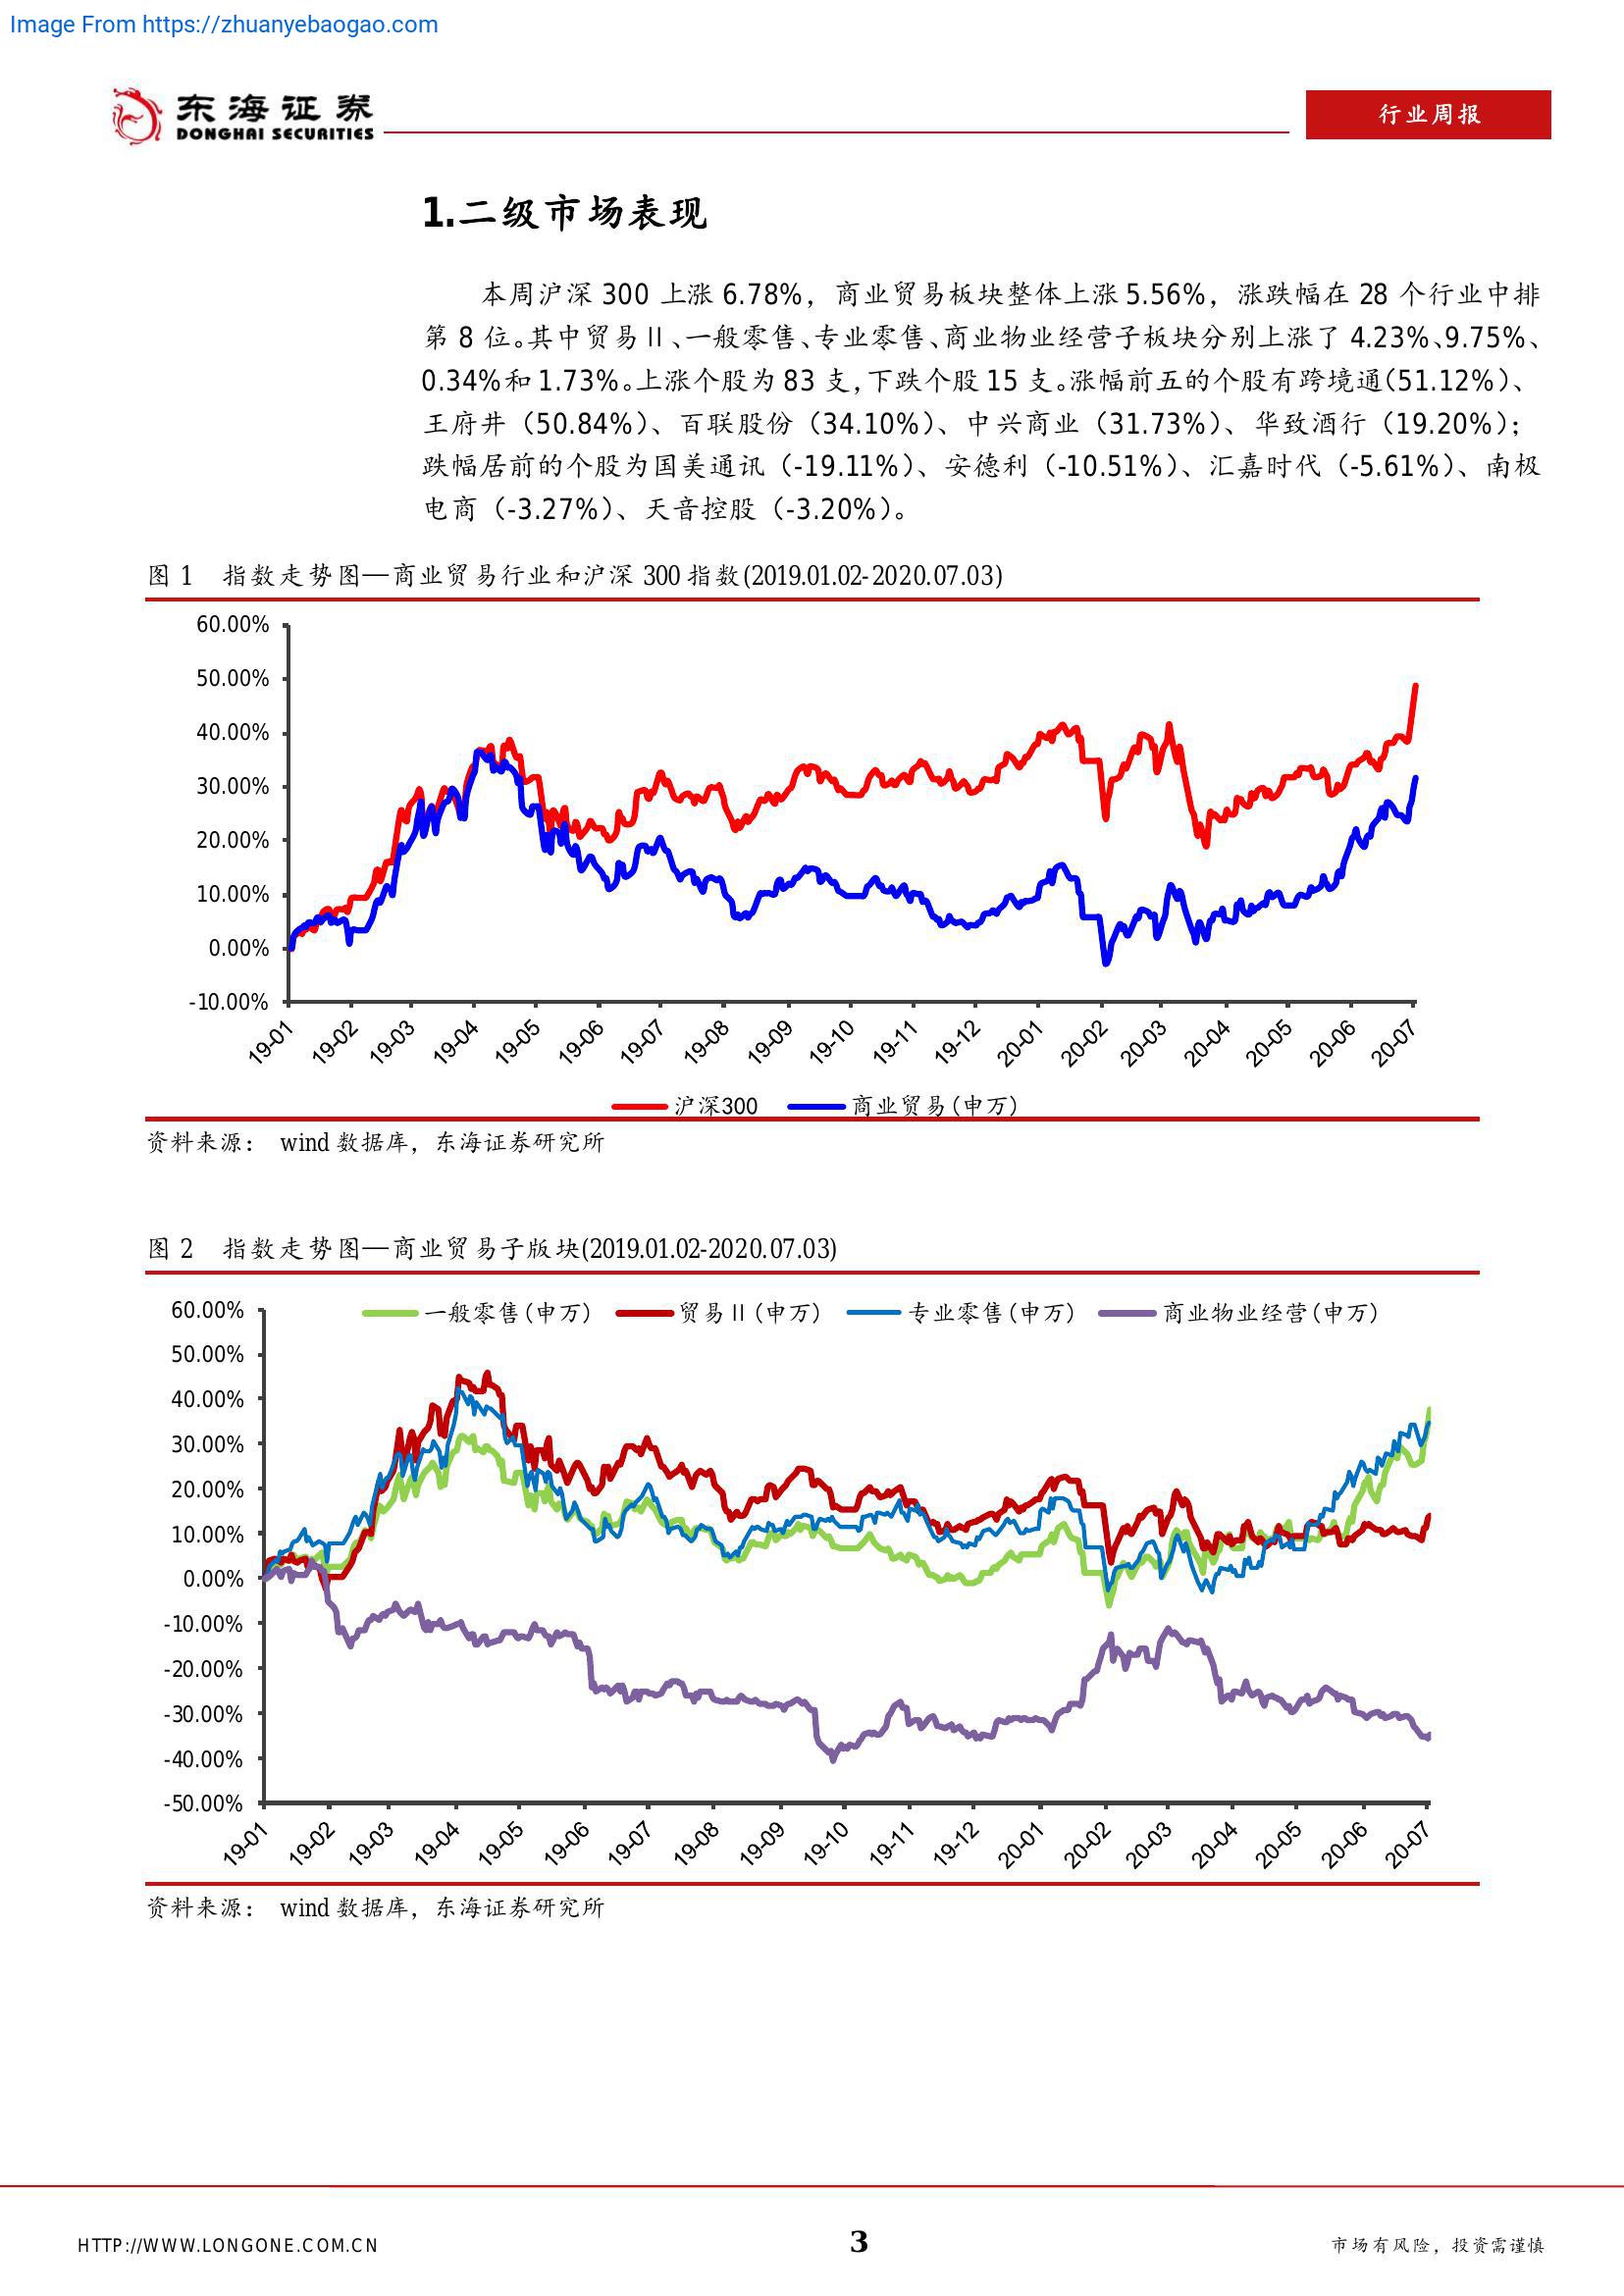 Image From https://zhuanyebaogao.com
东海证券
DONGHAI SECURITIES
行业周报
1.二级市场表现
本周沪深 300 上涨 6.78%，商业贸易板块整体上涨 5.56%，涨跌幅在 28 个行业中排
第 8 位。其中贸易Ⅱ、一般零售、专业零售、商业物业经营子板块分别上涨了 4.23%、9.75%、
0.34%和 1.73%。上涨个股为 83 支，下跌个股 15 支。涨幅前五的个股有跨境通（51.12%）、
王府井（50.84%）、百联股份（34.10%）、中兴商业（31.73%）、华致酒行（19.20%）；
跌幅居前的个股为国美通讯（-19.11%）、安德利（-10.51%）、汇嘉时代（-5.61%）、南极
电商（-3.27%）、天音控股（-3.20%）。
图 1 指数走势图—商业贸易行业和沪深 300 指数(2019.01.02-2020.07.03)
60.00%
50.00%
40.00%
30.00%
20.00%
10.00%
0.00%
-10.00%
19-01 19-02 19-03 19-04 19-05 19-06 19-07 19-08 19-09 19-10 19-11 19-12 20-01 20-02 20-03 20-04 20-05 20-06 20-07
沪深300 商业贸易(申万)
资料来源： wind 数据库，东海证券研究所
图 2 指数走势图—商业贸易子版块(2019.01.02-2020.07.03)
一般零售(申万) 贸易Ⅱ(申万) 专业零售(申万) 商业物业经营(申万)
60.00%
50.00%
40.00%
30.00%
20.00%
10.00%
0.00%
-10.00%
-20.00%
-30.00%
-40.00%
-50.00%
19-01 19-02 19-03 19-04 19-05 19-06 19-07 19-08 19-09 19-10 19-11 19-12 20-01 20-02 20-03 20-04 20-05 20-06 20-07
资料来源： wind 数据库，东海证券研究所
HTTP://WWW.LONGONE.COM.CN
3
市场有风险，投资需谨慎